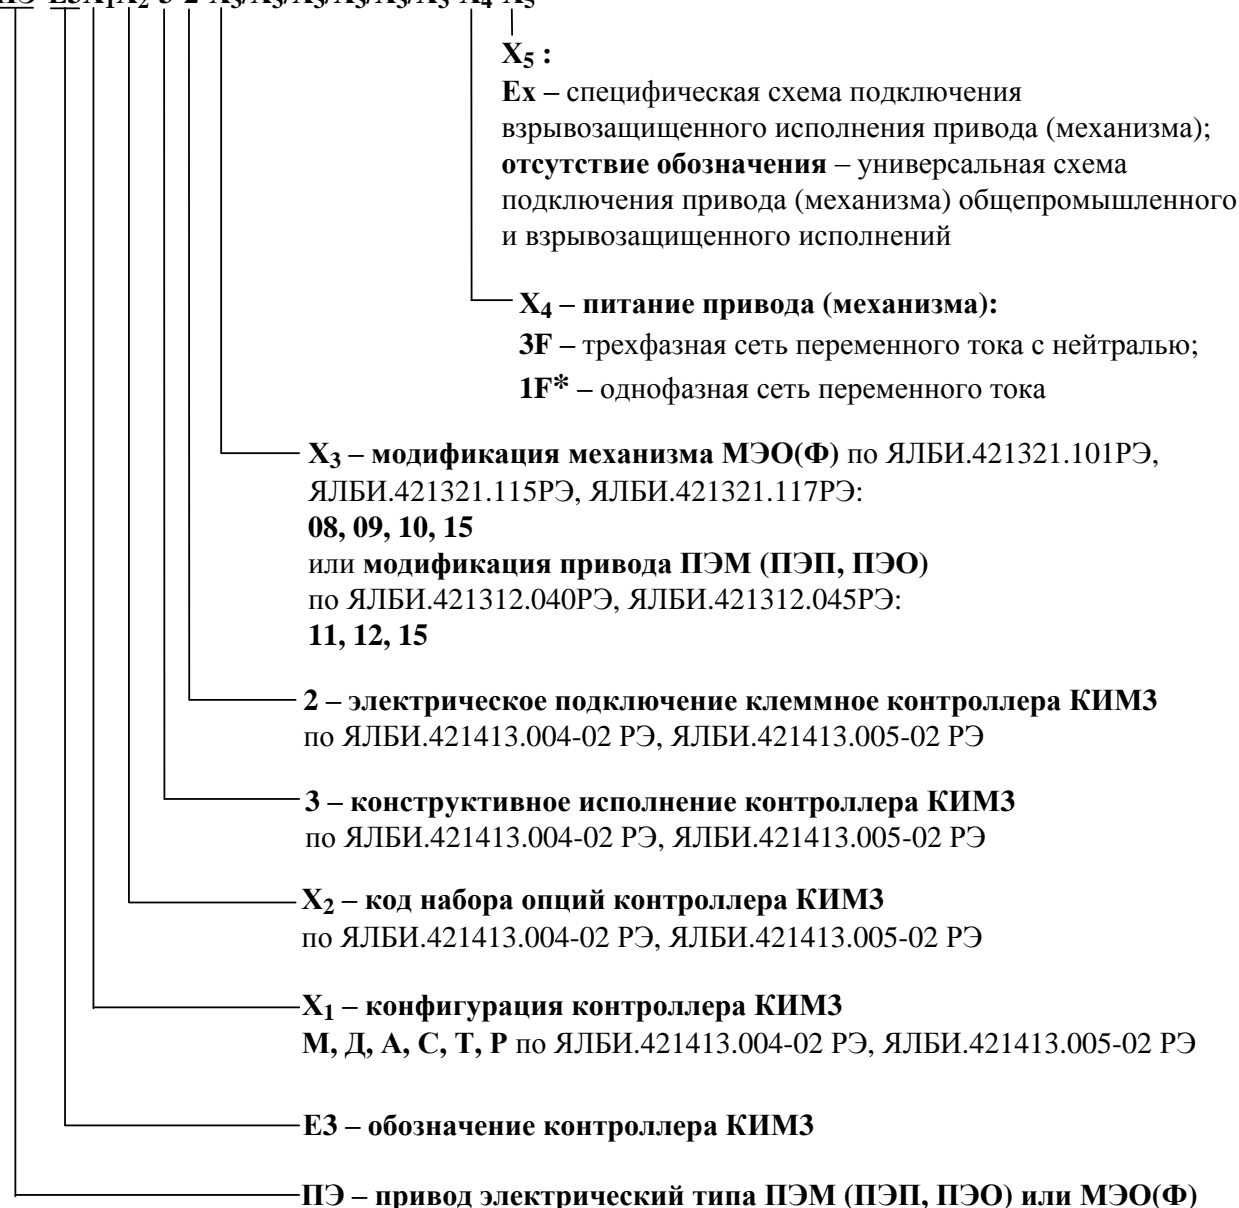 X5 :
Ex – специфическая схема подключения
взрывозащищенного исполнения привода (механизма);
отсутствие обозначения – универсальная схема
подключения привода (механизма) общепромышленного
и взрывозащищенного исполнений
X4 – питание привода (механизма):
3F – трехфазная сеть переменного тока с нейтралью;
1F* – однофазная сеть переменного тока
X3 – модификация механизма МЭО(Ф) по ЯЛБИ.421321.101РЭ,
ЯЛБИ.421321.115РЭ, ЯЛБИ.421321.117РЭ:
08, 09, 10, 15
или модификация привода ПЭМ (ПЭП, ПЭО)
по ЯЛБИ.421312.040РЭ, ЯЛБИ.421312.045РЭ:
11, 12, 15
2 – электрическое подключение клеммное контроллера КИМ3
по ЯЛБИ.421413.004-02 РЭ, ЯЛБИ.421413.005-02 РЭ
3 – конструктивное исполнение контроллера КИМ3
по ЯЛБИ.421413.004-02 РЭ, ЯЛБИ.421413.005-02 РЭ
X2 – код набора опций контроллера КИМ3
по ЯЛБИ.421413.004-02 РЭ, ЯЛБИ.421413.005-02 РЭ
X1 – конфигурация контроллера КИМ3
М, Д, А, С, Т, Р по ЯЛБИ.421413.004-02 РЭ, ЯЛБИ.421413.005-02 РЭ
Е3 – обозначение контроллера КИМ3
ПЭ – привод электрический типа ПЭМ (ПЭП, ПЭО) или МЭО(Ф)